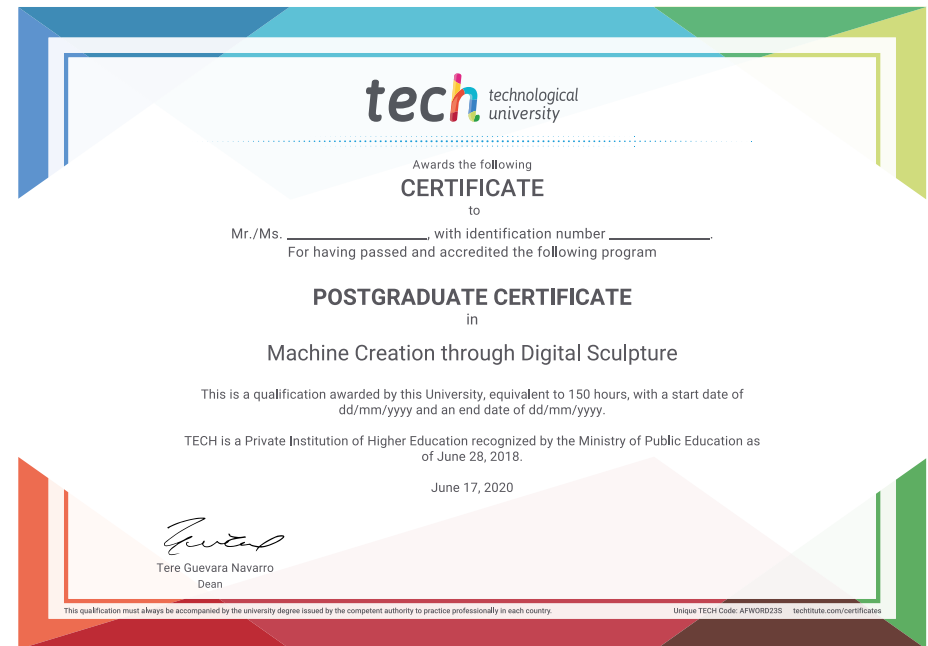 tech technological
university
Awards the following
CERTIFICATE
to
Mr./Ms. ____________________, with identification number ______________.
For having passed and accredited the following program
POSTGRADUATE CERTIFICATE
in
Machine Creation through Digital Sculpture
This is a qualification awarded by this University, equivalent to 150 hours, with a start date of
dd/mm/yyyy and an end date of dd/mm/yyyy.
TECH is a Private Institution of Higher Education recognized by the Ministry of Public Education as
of June 28, 2018.
June 17, 2020
Tere Guevara Navarro
Dean
This qualification must always be accompanied by the university degree issued by the competent authority to practice professionally in each country.
Unique TECH Code: AFWORD23S techtitute.com/certificates